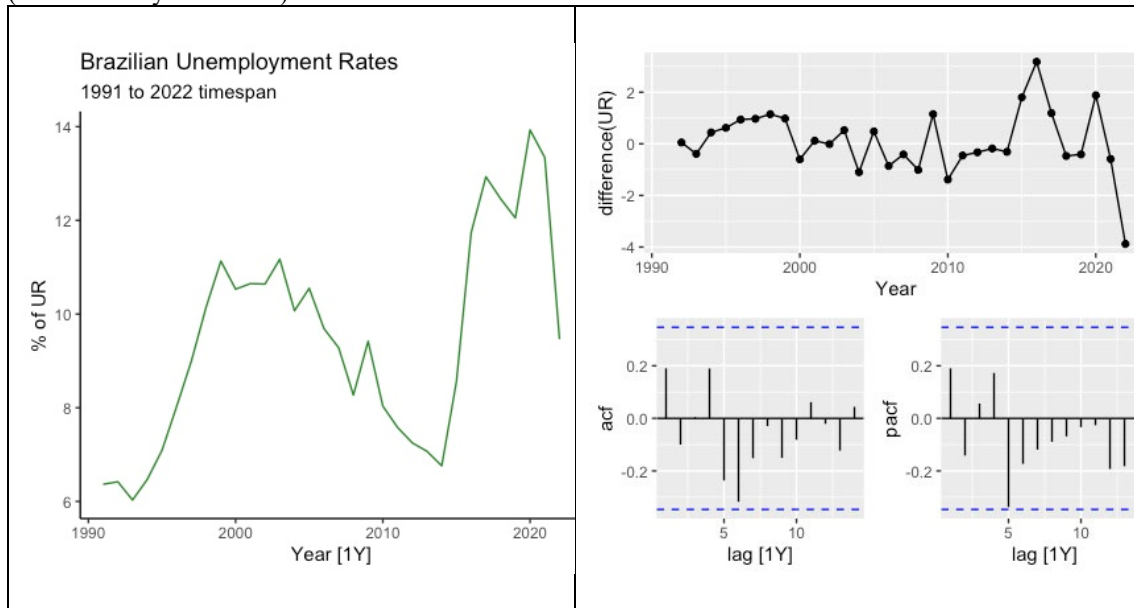 Brazilian Unemployment Rates
1991 to 2022 timespan
14
12
10
8
6
% of UR
1990
2000
2010
2020
Year [1Y]
2
0
-2
-4
difference(UR)
1990
2000
2010
2020
Year
0.2
0.0
-0.2
acf
5
10
lag [1Y]
0.2
0.0
-0.2
pacf
5
10
lag [1Y]